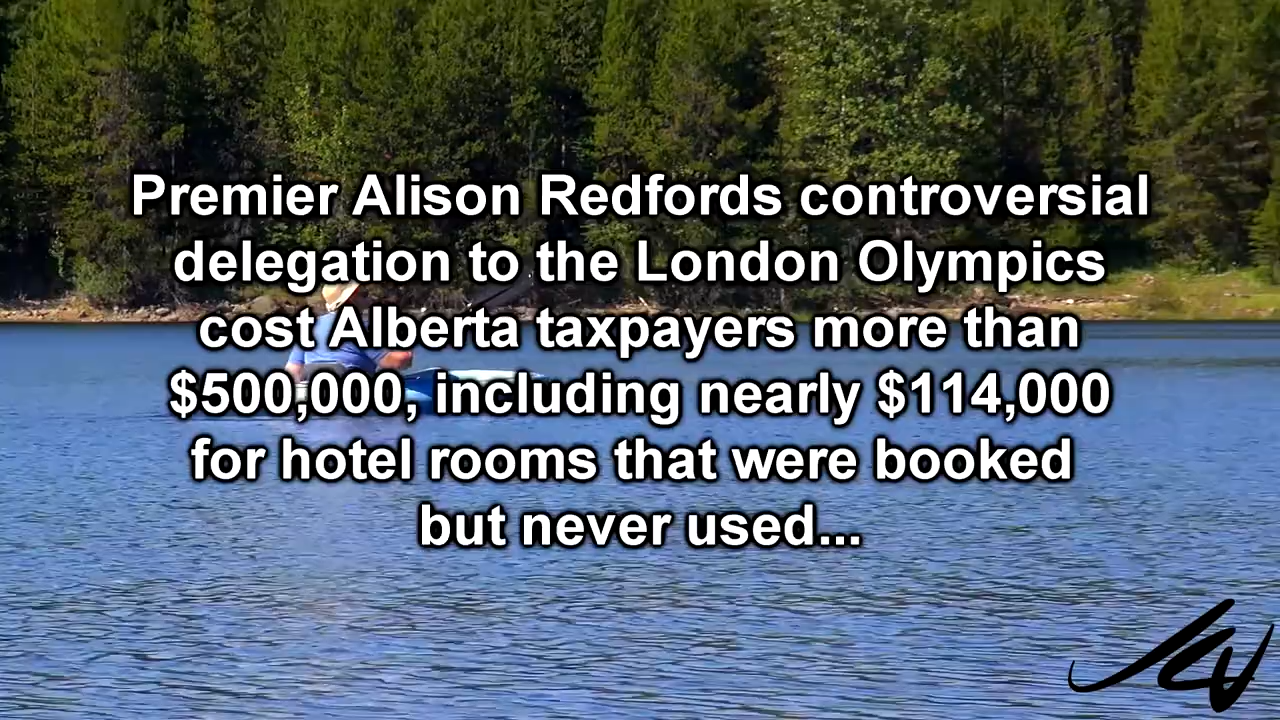 Premier Alison Redfords controversial
delegation to the London Olympics
cost Alberta taxpayers more than
$500,000, including nearly $114,000
for hotel rooms that were booked
but never used...